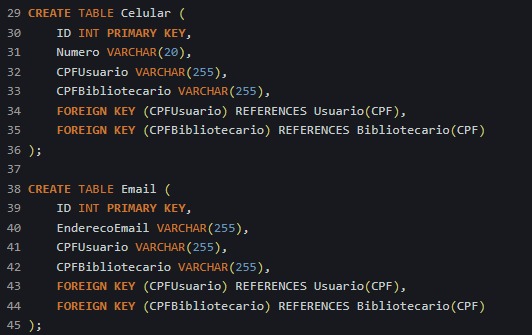 29 CREATE TABLE Celular (
30     ID INT PRIMARY KEY,
31     Numero VARCHAR(20),
32     CPFUsuario VARCHAR(255),
33     CPFBibliotecario VARCHAR(255),
34     FOREIGN KEY (CPFUsuario) REFERENCES Usuario(CPF),
35     FOREIGN KEY (CPFBibliotecario) REFERENCES Bibliotecario(CPF)
36 );
37
38 CREATE TABLE Email (
39     ID INT PRIMARY KEY,
40     EnderecoEmail VARCHAR(255),
41     CPFUsuario VARCHAR(255),
42     CPFBibliotecario VARCHAR(255),
43     FOREIGN KEY (CPFUsuario) REFERENCES Usuario(CPF),
44     FOREIGN KEY (CPFBibliotecario) REFERENCES Bibliotecario(CPF)
45 );